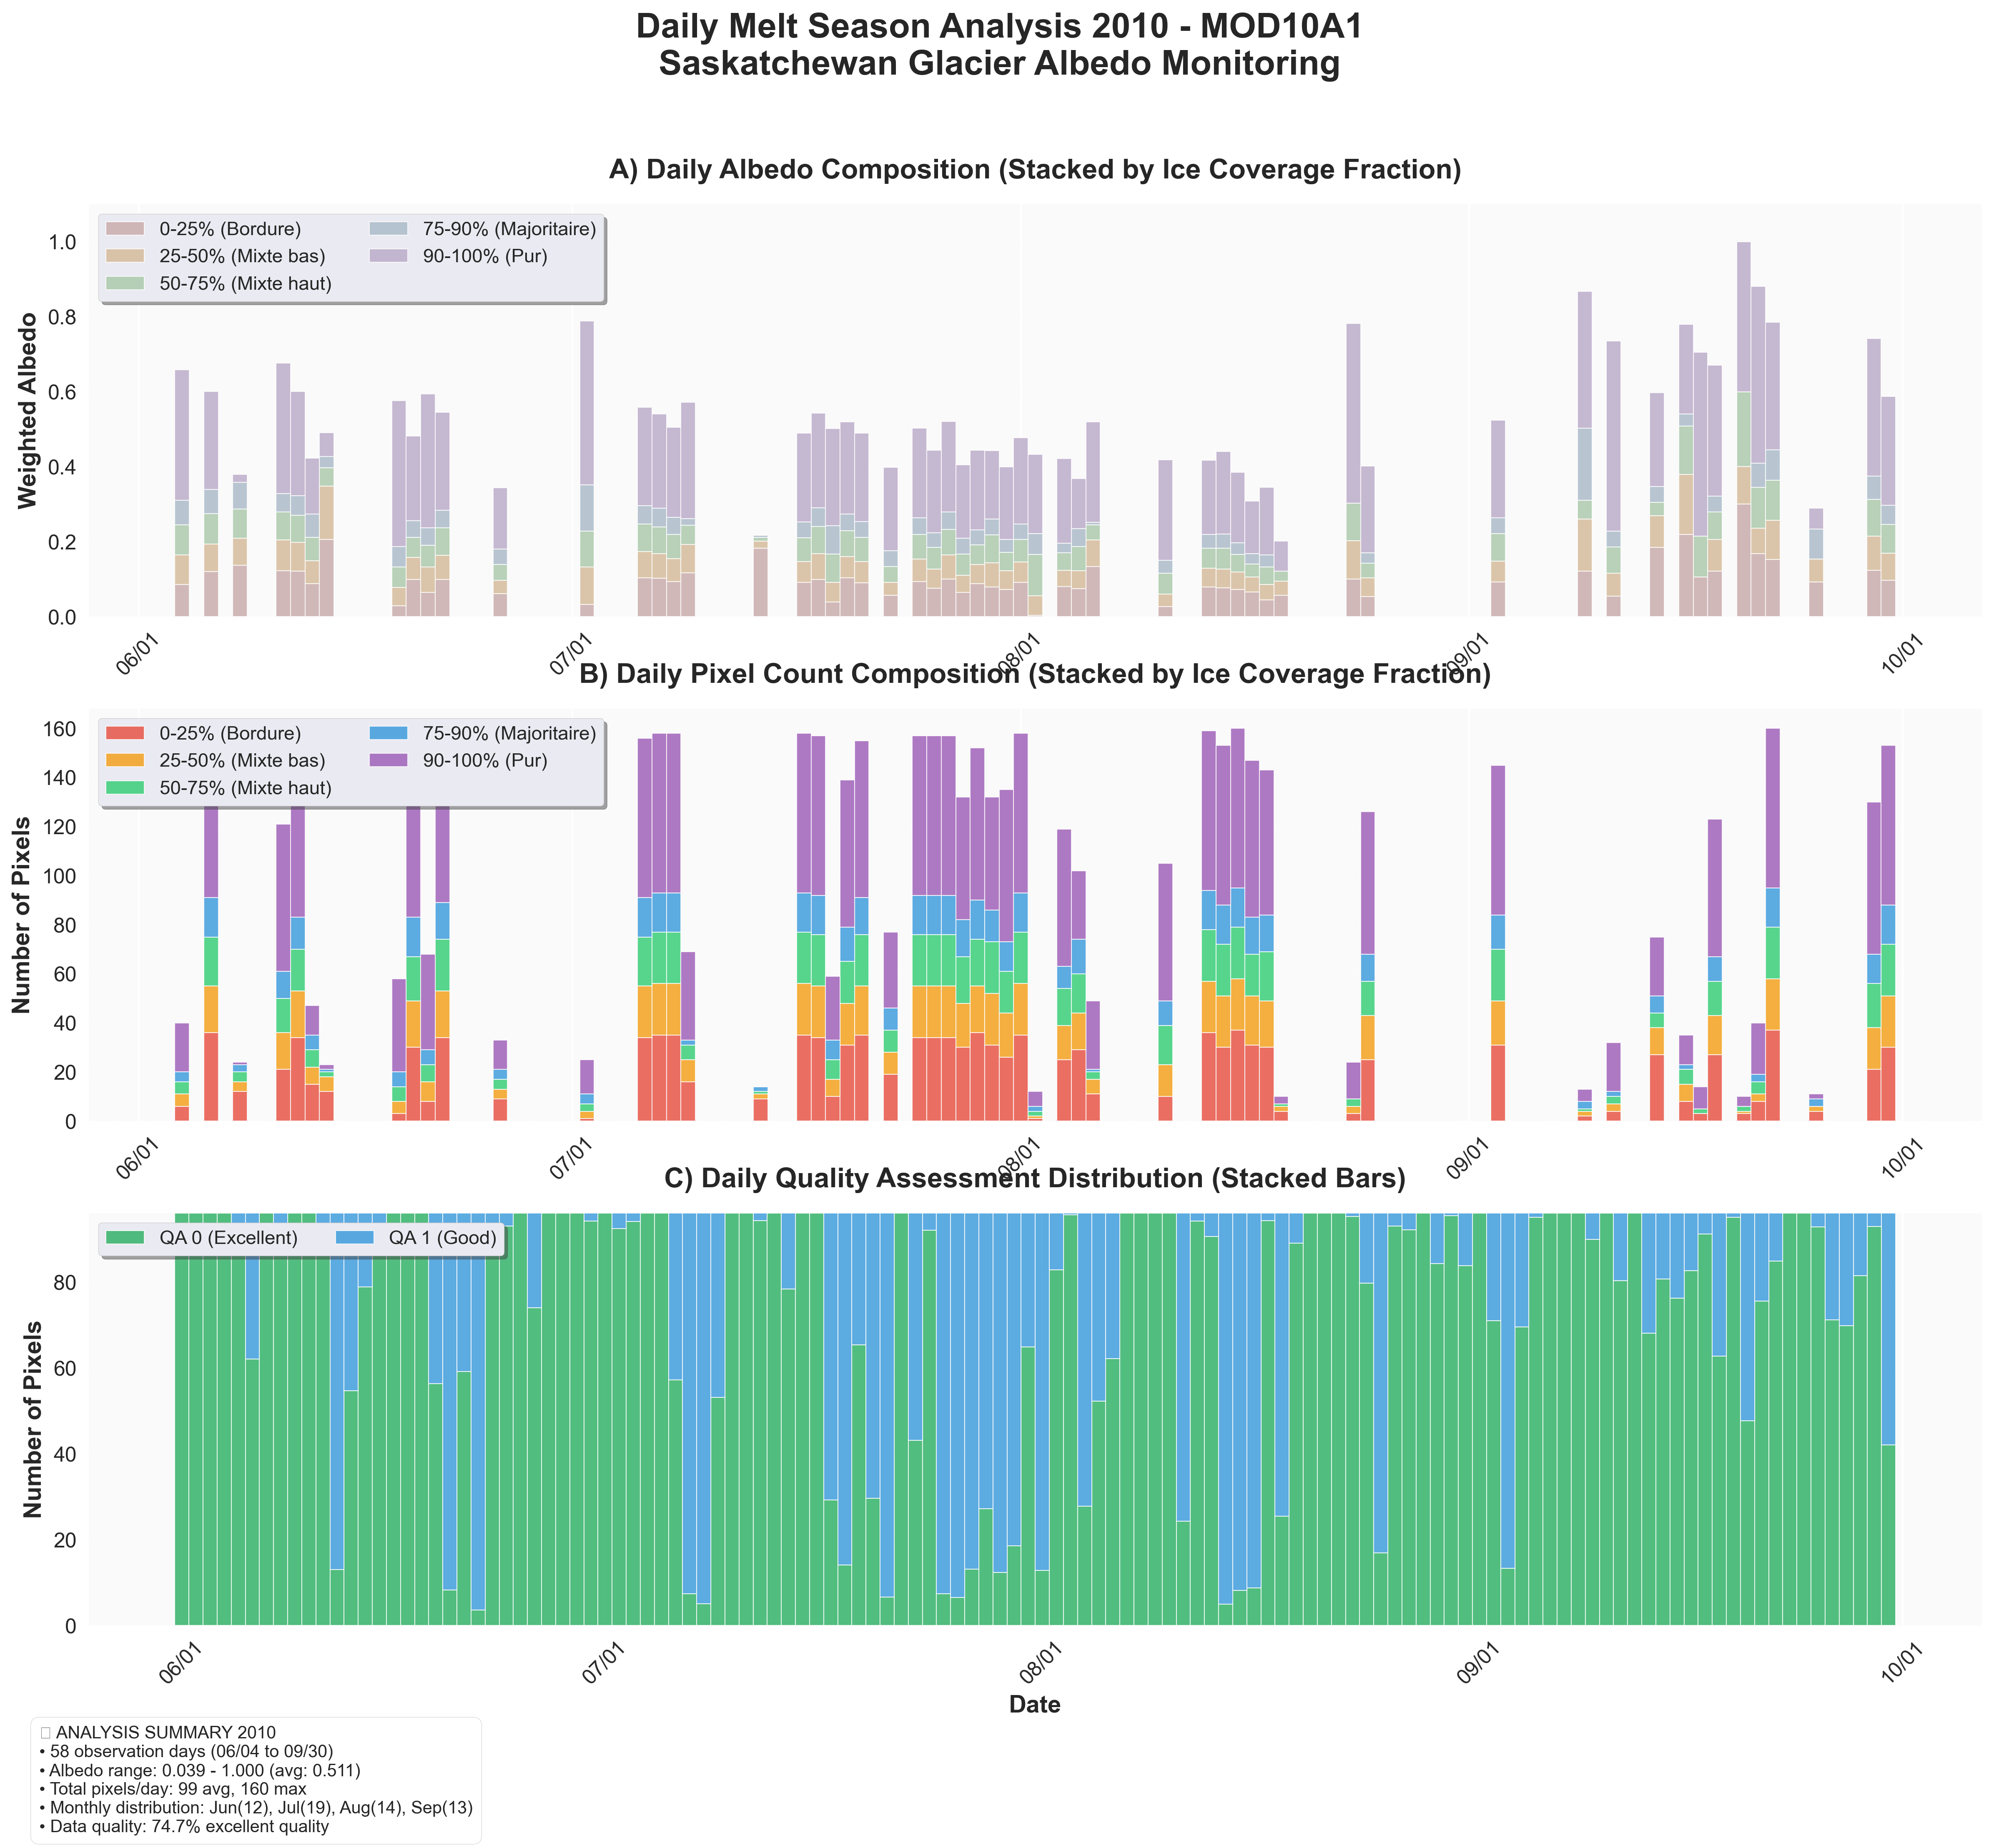 Daily Melt Season Analysis 2010 - MOD10A1
Saskatchewan Glacier Albedo Monitoring
A) Daily Albedo Composition (Stacked by Ice Coverage Fraction)
0-25% (Bordure)
25-50% (Mixte bas)
50-75% (Mixte haut)
75-90% (Majoritaire)
90-100% (Pur)
Weighted Albedo
1.0
0.8
0.6
0.4
0.2
0.0
06/01
07/01
08/01
09/01
10/01
B) Daily Pixel Count Composition (Stacked by Ice Coverage Fraction)
0-25% (Bordure)
25-50% (Mixte bas)
50-75% (Mixte haut)
75-90% (Majoritaire)
90-100% (Pur)
Number of Pixels
160
140
120
100
80
60
40
20
0
06/01
07/01
08/01
09/01
10/01
C) Daily Quality Assessment Distribution (Stacked Bars)
QA 0 (Excellent)
QA 1 (Good)
Number of Pixels
80
60
40
20
0
06/01
07/01
08/01
09/01
10/01
Date
ANALYSIS SUMMARY 2010
• 58 observation days (06/04 to 09/30)
• Albedo range: 0.039 - 1.000 (avg: 0.511)
• Total pixels/day: 99 avg, 160 max
• Monthly distribution: Jun(12), Jul(19), Aug(14), Sep(13)
• Data quality: 74.7% excellent quality